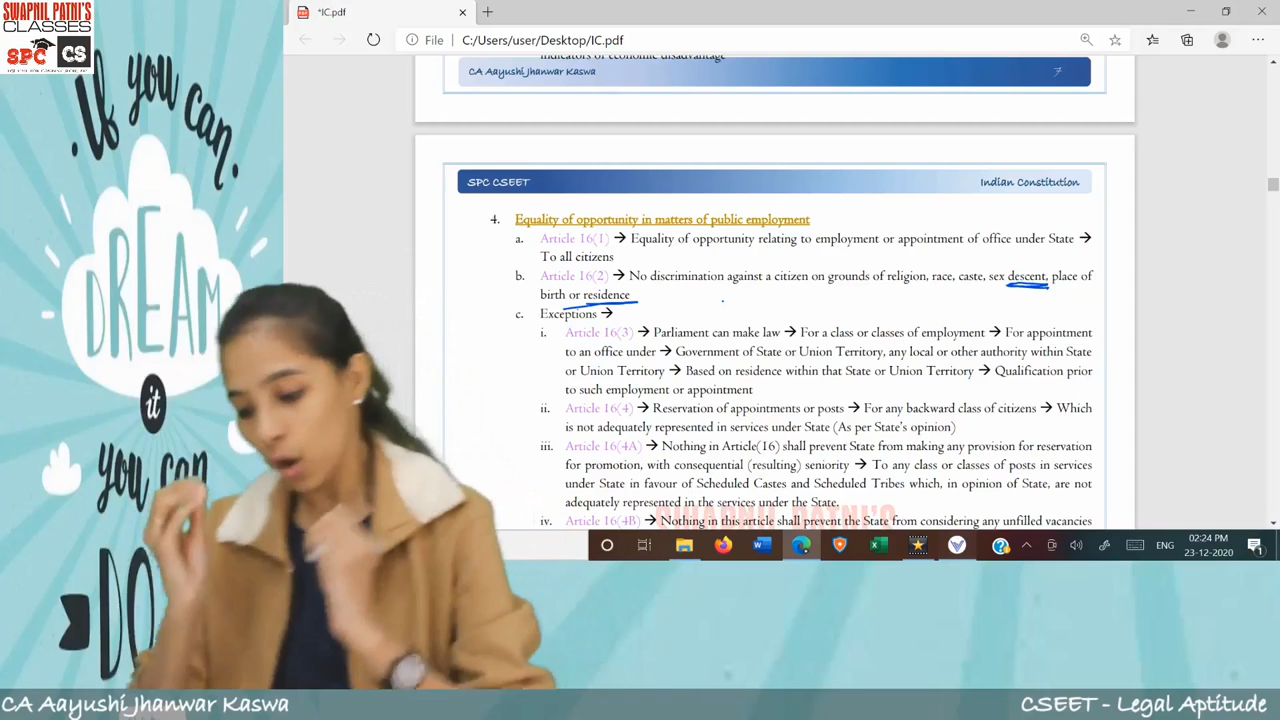 SWAPNIL PATNI'S
CLASSES
SPC CS
*IC.pdf
File C:/Users/user/Desktop/IC.pdf
indicators of economic disadvantage
CA Aayushi Jhanwar Kaswa 7
SPC CSEET Indian Constitution
4. Equality of opportunity in matters of public employment
a. Article 16(1) → Equality of opportunity relating to employment or appointment of office under State →
To all citizens
b. Article 16(2) → No discrimination against a citizen on grounds of religion, race, caste, sex descent, place of
birth or residence
c. Exceptions →
i. Article 16(3) → Parliament can make law → For a class or classes of employment → For appointment
to an office under → Government of State or Union Territory, any local or other authority within State
or Union Territory → Based on residence within that State or Union Territory → Qualification prior
to such employment or appointment
ii. Article 16(4) → Reservation of appointments or posts → For any backward class of citizens → Which
is not adequately represented in services under State (As per State's opinion)
iii. Article 16(4A) → Nothing in Article(16) shall prevent State from making any provision for reservation
for promotion, with consequential (resulting) seniority → To any class or classes of posts in services
under State in favour of Scheduled Castes and Scheduled Tribes which, in opinion of State, are not
adequately represented in the services under the State.
SWAPNIL PATNI'S
iv. Article 16(4B) → Nothing in this article shall prevent the State from considering any unfilled vacancies
ENG 02:24 PM
23-12-2020
.if you can.
DREAM
it
you can
DO
CA Aayushi Jhanwar Kaswa
CSEET - Legal Aptitude